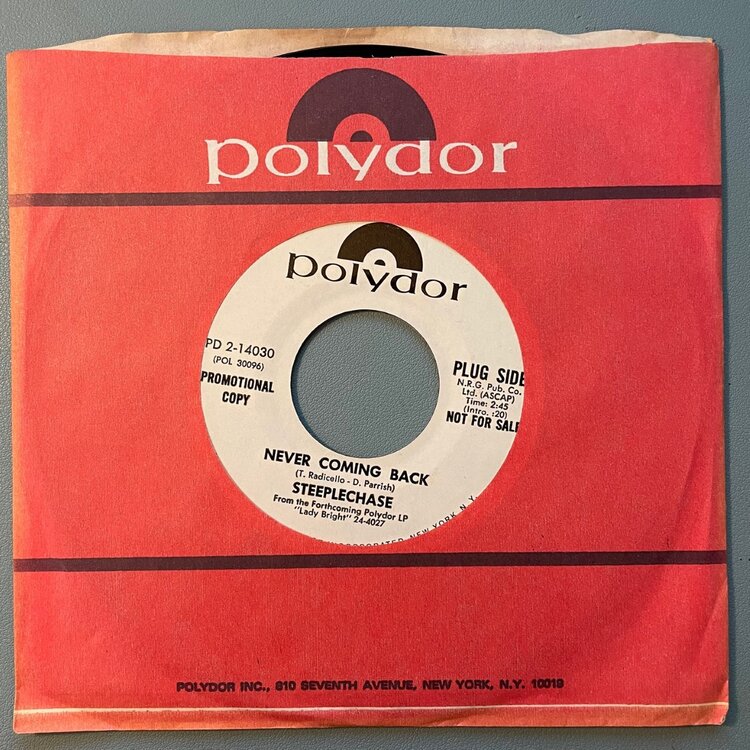 polydor
polydor
PD 2-14030
(POL 30096)
PROMOTIONAL
COPY
PLUG SIDE
N.R.G. Pub. Co.
Ltd. (ASCAP)
Time: 2:45
(Intro. :20)
NOT FOR SALE
NEVER COMING BACK
(T. Radicello - D. Parrish)
STEEPLECHASE
From the Forthcoming Polydor LP
"Lady Bright" 24-4027
NEW YORK, N.Y.
POLYDOR INC., 810 SEVENTH AVENUE, NEW YORK, N.Y. 10019